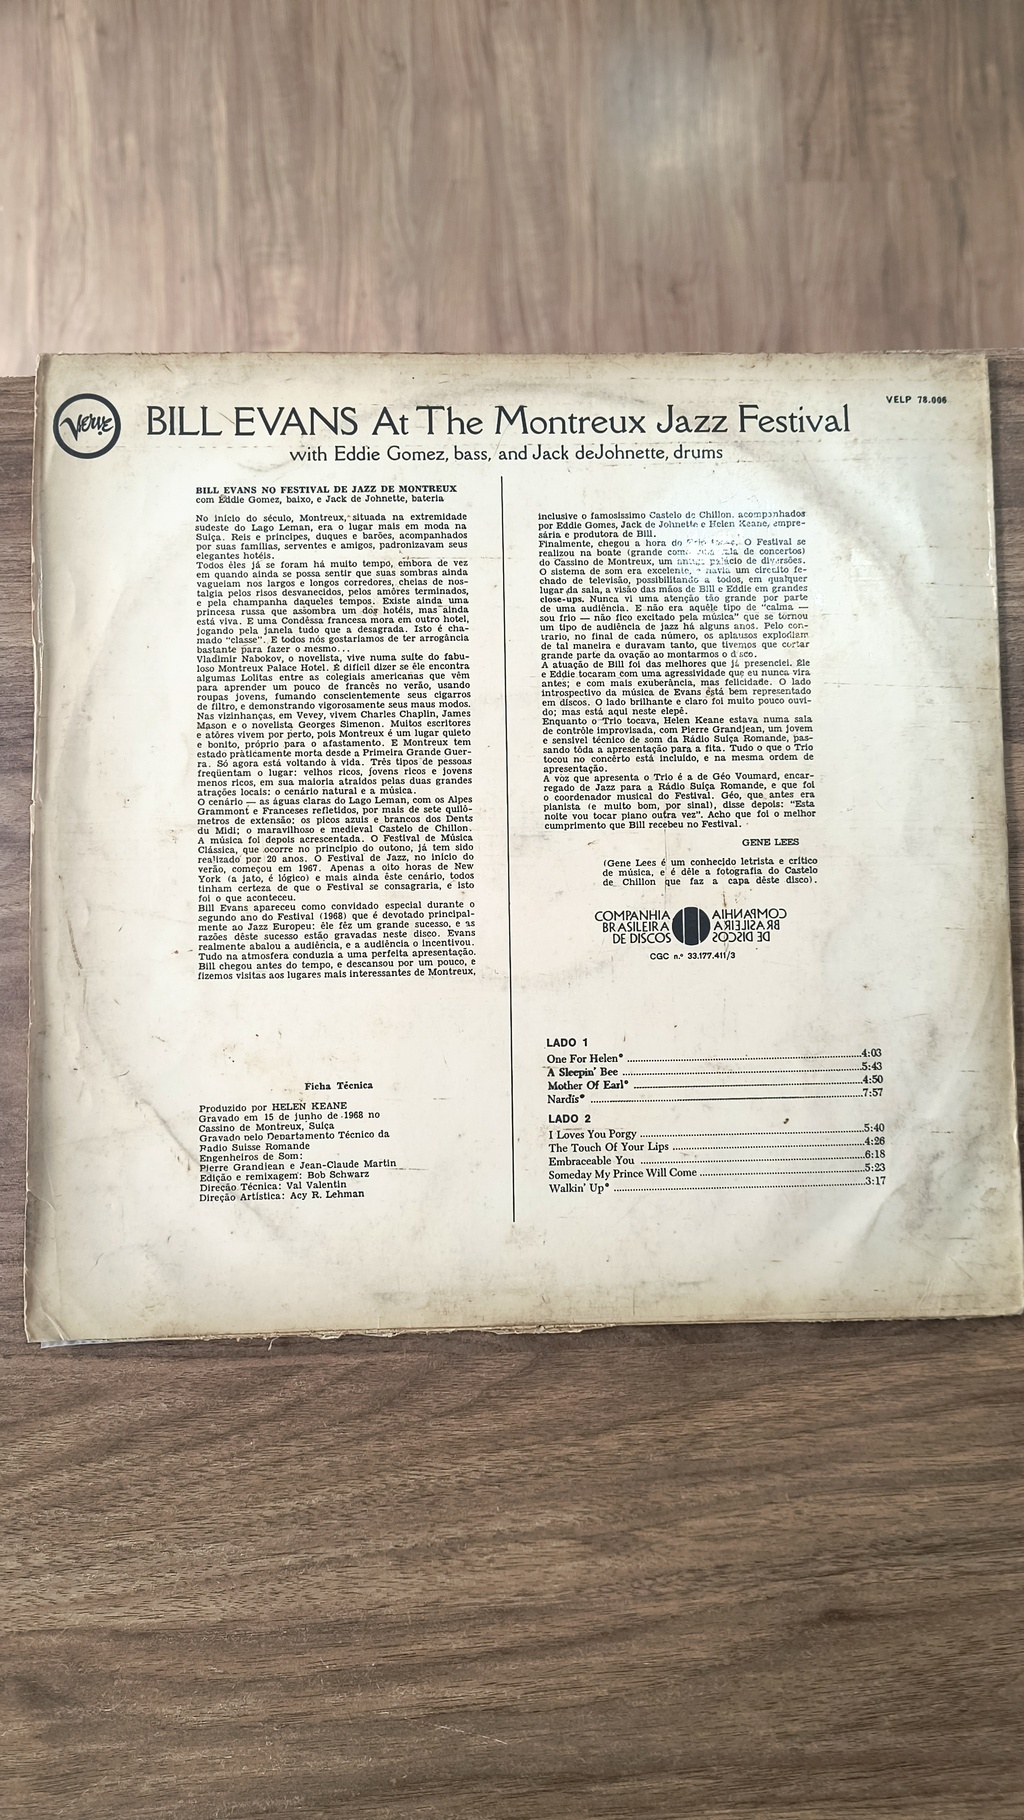 Verve
BILL EVANS At The Montreux Jazz Festival
VELP 78.006
with Eddie Gomez, bass, and Jack deJohnette, drums
BILL EVANS NO FESTIVAL DE JAZZ DE MONTREUX
com Eddie Gomez, baixo, e Jack de Johnette, bateria
No início do século, Montreux, situada na extremidade
sudeste do Lago Leman, era o lugar mais em moda na
Suíça. Reis e príncipes, duques e barões, acompanhados
por suas famílias, serventes e amigos, padronizavam seus
elegantes hotéis.
Todos êles já se foram há muito tempo, embora de vez
em quando ainda se possa sentir que suas sombras ainda
vagueiam nos largos e longos corredores, cheias de nos-
talgia pelos risos desvanecidos, pelos amôres terminados,
e pela champanha daqueles tempos. Existe ainda uma
princesa russa que assombra um dos hotéis, mas ainda
está viva. E uma Condêssa francesa mora em outro hotel,
jogando pela janela tudo que a desagrada. Isto é cha-
mado "classe". E todos nós gostaríamos de ter arrogância
bastante para fazer o mesmo...
Vladimir Nabokov, o novelista, vive numa suíte do fabu-
loso Montreux Palace Hotel. É difícil dizer se êle encontra
algumas Lolitas entre as colegiais americanas que vêm
para aprender um pouco de francês no verão, usando
roupas jovens, fumando conscientemente seus cigarros
de filtro, e demonstrando vigorosamente seus maus modos.
Nas vizinhanças, em Vevey, vivem Charles Chaplin, James
Mason e o novelista Georges Simenon. Muitos escritores
e atôres vivem por perto, pois Montreux é um lugar quieto
e bonito, próprio para o afastamento. E Montreux tem
estado pràticamente morta desde a Primeira Grande Guer-
ra. Só agora está voltando à vida. Três tipos de pessoas
freqüentam o lugar: velhos ricos, jovens ricos e jovens
menos ricos, em sua maioria atraídas pelas duas grandes
atrações locais: o cenário natural e a música.
O cenário — as águas claras do Lago Leman, com os Alpes
Grammont e Franceses refletidos, por mais de sete quilô-
metros de extensão: os picos azuis e brancos dos Dents
du Midi; o maravilhoso e medieval Castelo de Chillon.
A música foi depois acrescentada. O Festival de Música
Clássica, que ocorre no princípio do outono, já tem sido
realizado por 20 anos. O Festival de Jazz, no início do
verão, começou em 1967. Apenas a oito horas de New
York (a jato, é lógico) e mais ainda êste cenário, todos
tinham certeza de que o Festival se consagraria, e isto
foi o que aconteceu.
Bill Evans apareceu como convidado especial durante o
segundo ano do Festival (1968) que é devotado principal-
mente ao Jazz Europeu: êle fêz um grande sucesso, e as
razões dêste sucesso estão gravadas neste disco. Evans
realmente abalou a audiência, e a audiência o incentivou.
Tudo na atmosfera conduzia a uma perfeita apresentação.
Bill chegou antes do tempo, e descansou por um pouco, e
fizemos visitas aos lugares mais interessantes de Montreux,
inclusive o famosíssimo Castelo de Chillon, acompanhados
por Eddie Gomes, Jack de Johnette e Helen Keane, empre-
sária e produtora de Bill.
Finalmente, chegou a hora do O Festival se
realizou na boate (grande de concertos)
do Cassino de Montreux, um palácio de diversões.
O sistema de som era excelente, havia um circuito fe-
chado de televisão, possibilitando a todos, em qualquer
lugar da sala, a visão das mãos de Bill e Eddie em grandes
close-ups. Nunca vi uma atenção tão grande por parte
de uma audiência. E não era aquêle tipo de "calma —
sou frio — não fico excitado pela música" que se tornou
um tipo de audiência de jazz há alguns anos. Pelo con-
trario, no final de cada número, os aplausos explodiam
de tal maneira e duravam tanto, que tivemos que cortar
grande parte da ovação ao montarmos o disco.
A atuação de Bill foi das melhores que já presenciei. Êle
e Eddie tocaram com uma agressividade que eu nunca vira
antes; e com mais exuberância, mas felicidade. O lado
introspectivo da música de Evans está bem representado
em discos. O lado brilhante e claro foi muito pouco ouvi-
do; mas está aqui neste elepê.
Enquanto o Trio tocava, Helen Keane estava numa sala
de contrôle improvisada, com Pierre Grandjean, um jovem
e sensível técnico de som da Rádio Suíça Romande, pas-
sando tôda a apresentação para a fita. Tudo o que o Trio
tocou no concêrto está incluído, e na mesma ordem de
apresentação.
A voz que apresenta o Trio é a de Géo Voumard, encar-
regado de Jazz para a Rádio Suíça Romande, e que foi
o coordenador musical do Festival. Géo, que antes era
pianista (e muito bom, por sinal), disse depois: "Esta
noite vou tocar piano outra vez". Acho que foi o melhor
cumprimento que Bill recebeu no Festival.
GENE LEES
(Gene Lees é um conhecido letrista e crítico
de música, e é dêle a fotografia do Castelo
de Chillon que faz a capa dêste disco).
COMPANHIA COMPANHIA
BRASILEIRA BRASILEIRA
DE DISCOS DE DISCOS
CGC n.º 33.177.411/3
Ficha Técnica
Produzido por HELEN KEANE
Gravado em 15 de junho de 1968 no
Cassino de Montreux, Suíça
Gravado pelo Departamento Técnico da
Radio Suisse Romande
Engenheiros de Som:
Pierre Grandjean e Jean-Claude Martin
Edição e remixagem: Bob Schwarz
Direção Técnica: Val Valentin
Direção Artística: Acy R. Lehman
LADO 1
One For Helen* 4:03
A Sleepin' Bee 5:43
Mother Of Earl* 4:50
Nardis* 7:57
LADO 2
I Loves You Porgy 5:40
The Touch Of Your Lips 4:26
Embraceable You 6:18
Someday My Prince Will Come 5:23
Walkin' Up* 3:17